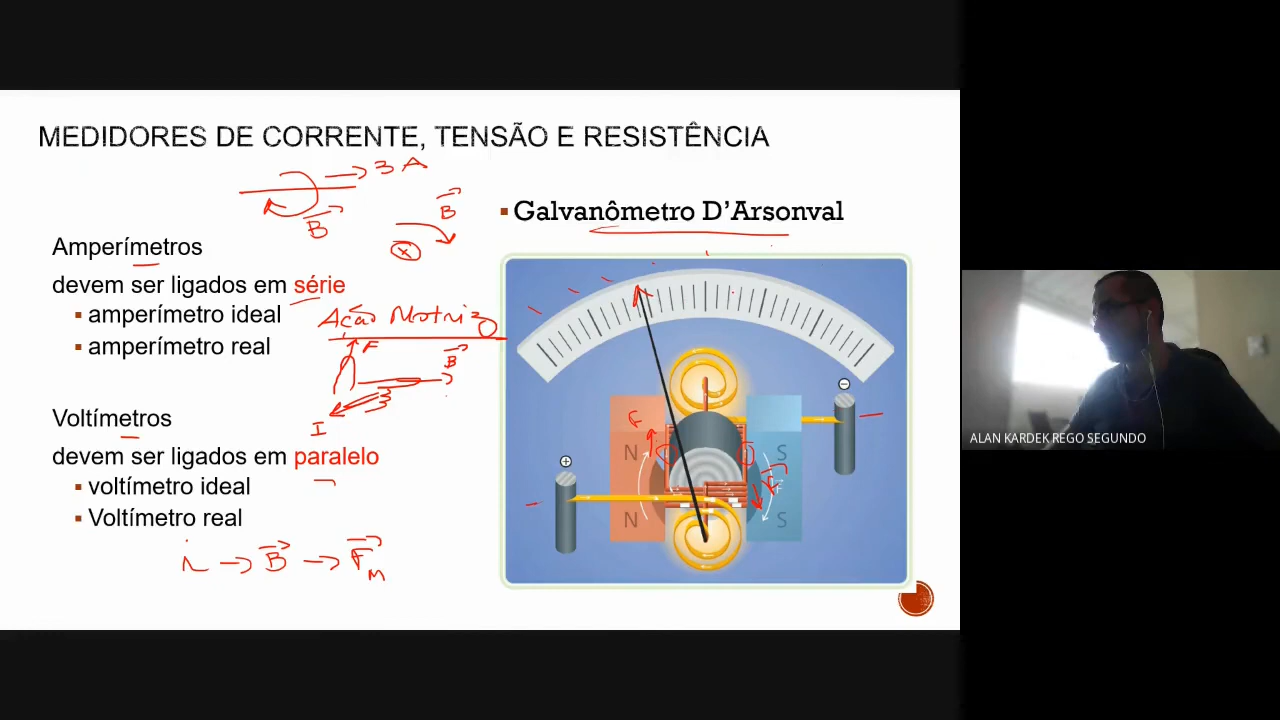 MEDIDORES DE CORRENTE, TENSÃO E RESISTÊNCIA
3 A
B
B
Galvanômetro D'Arsonval
Amperímetros
devem ser ligados em série
amperímetro ideal
amperímetro real
Ação Motriz
F
B
I
Voltímetros
devem ser ligados em paralelo
voltímetro ideal
Voltímetro real
i → B → F M
F
N
S
N
S
+
−
ALAN KARDEK REGO SEGUNDO